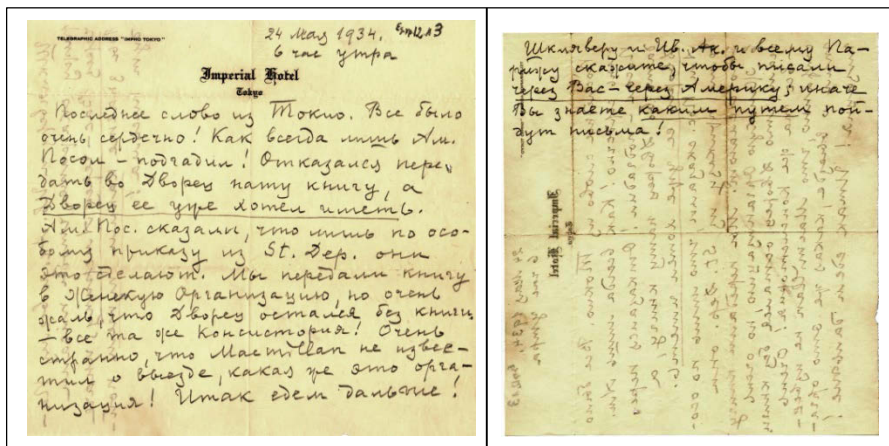 TELEGRAPHIC ADDRESS "IMPHO TOKYO"
24 Мая 1934.
6 час утра
Imperial Hotel
Tokyo
Последнее слово из Токио. Все было
очень сердечно! Как всегда лишь Ам.
Посол – подгадил! Отказался пере-
дать во Дворец нашу книгу, а
Дворец ее уже хотел иметь.
Ам. Пос. сказали, что лишь по осо-
бому приказу из St. Dep. они
это сделают. Мы передали книгу
в Женскую Организацию, но очень
жаль, что Дворец остался без книги
– все та же Консистория! Очень
странно, что Macmillan не извес-
тил о выезде, какая же это орга-
низация! Итак едем дальше!
Шклаверу и Ив. Ак. и всему Па-
рижу скажите, чтобы писали
через Вас – через Америку, иначе
Вы знаете, каким путем пой-
дут письма!